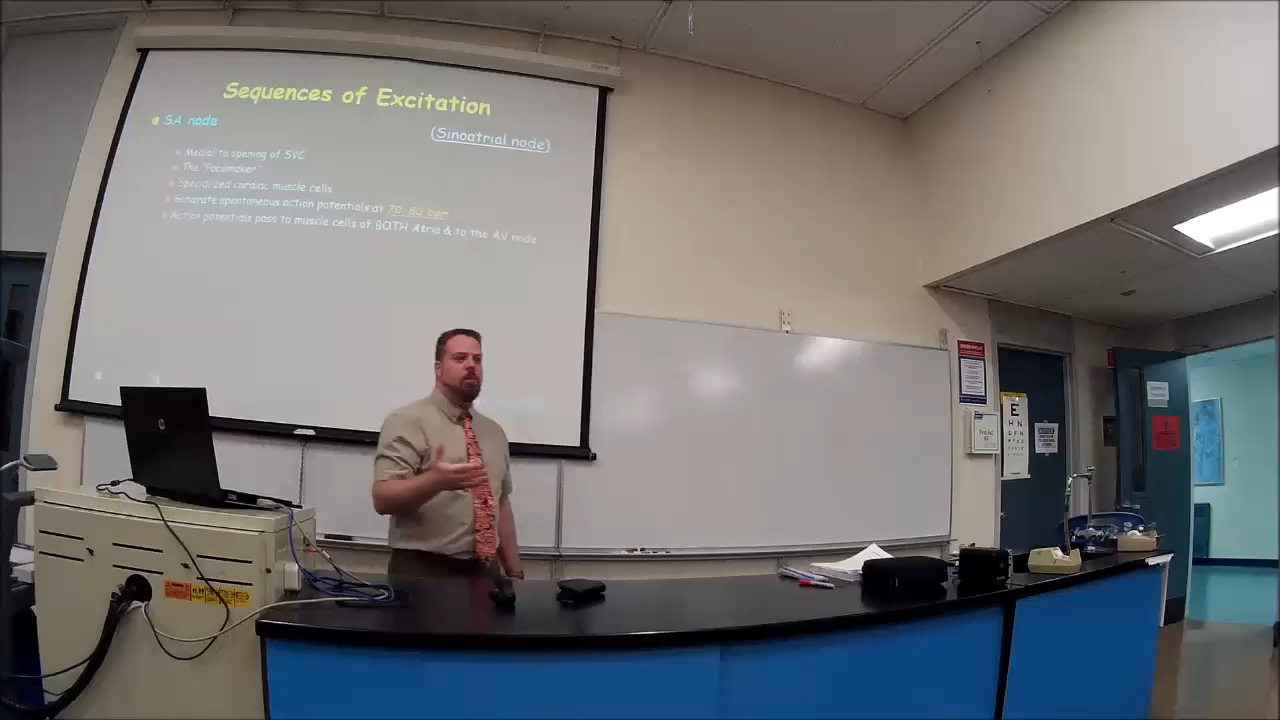 Sequences of Excitation
SA node
(Sinoatrial node)
Medial to opening of SVC
The "Pacemaker"
Specialized cardiac muscle cells
Generate spontaneous action potentials at 70-80 bpm
Action potentials pass to muscle cells of BOTH Atria & to the AV node
First Aid
E
H N
D F N